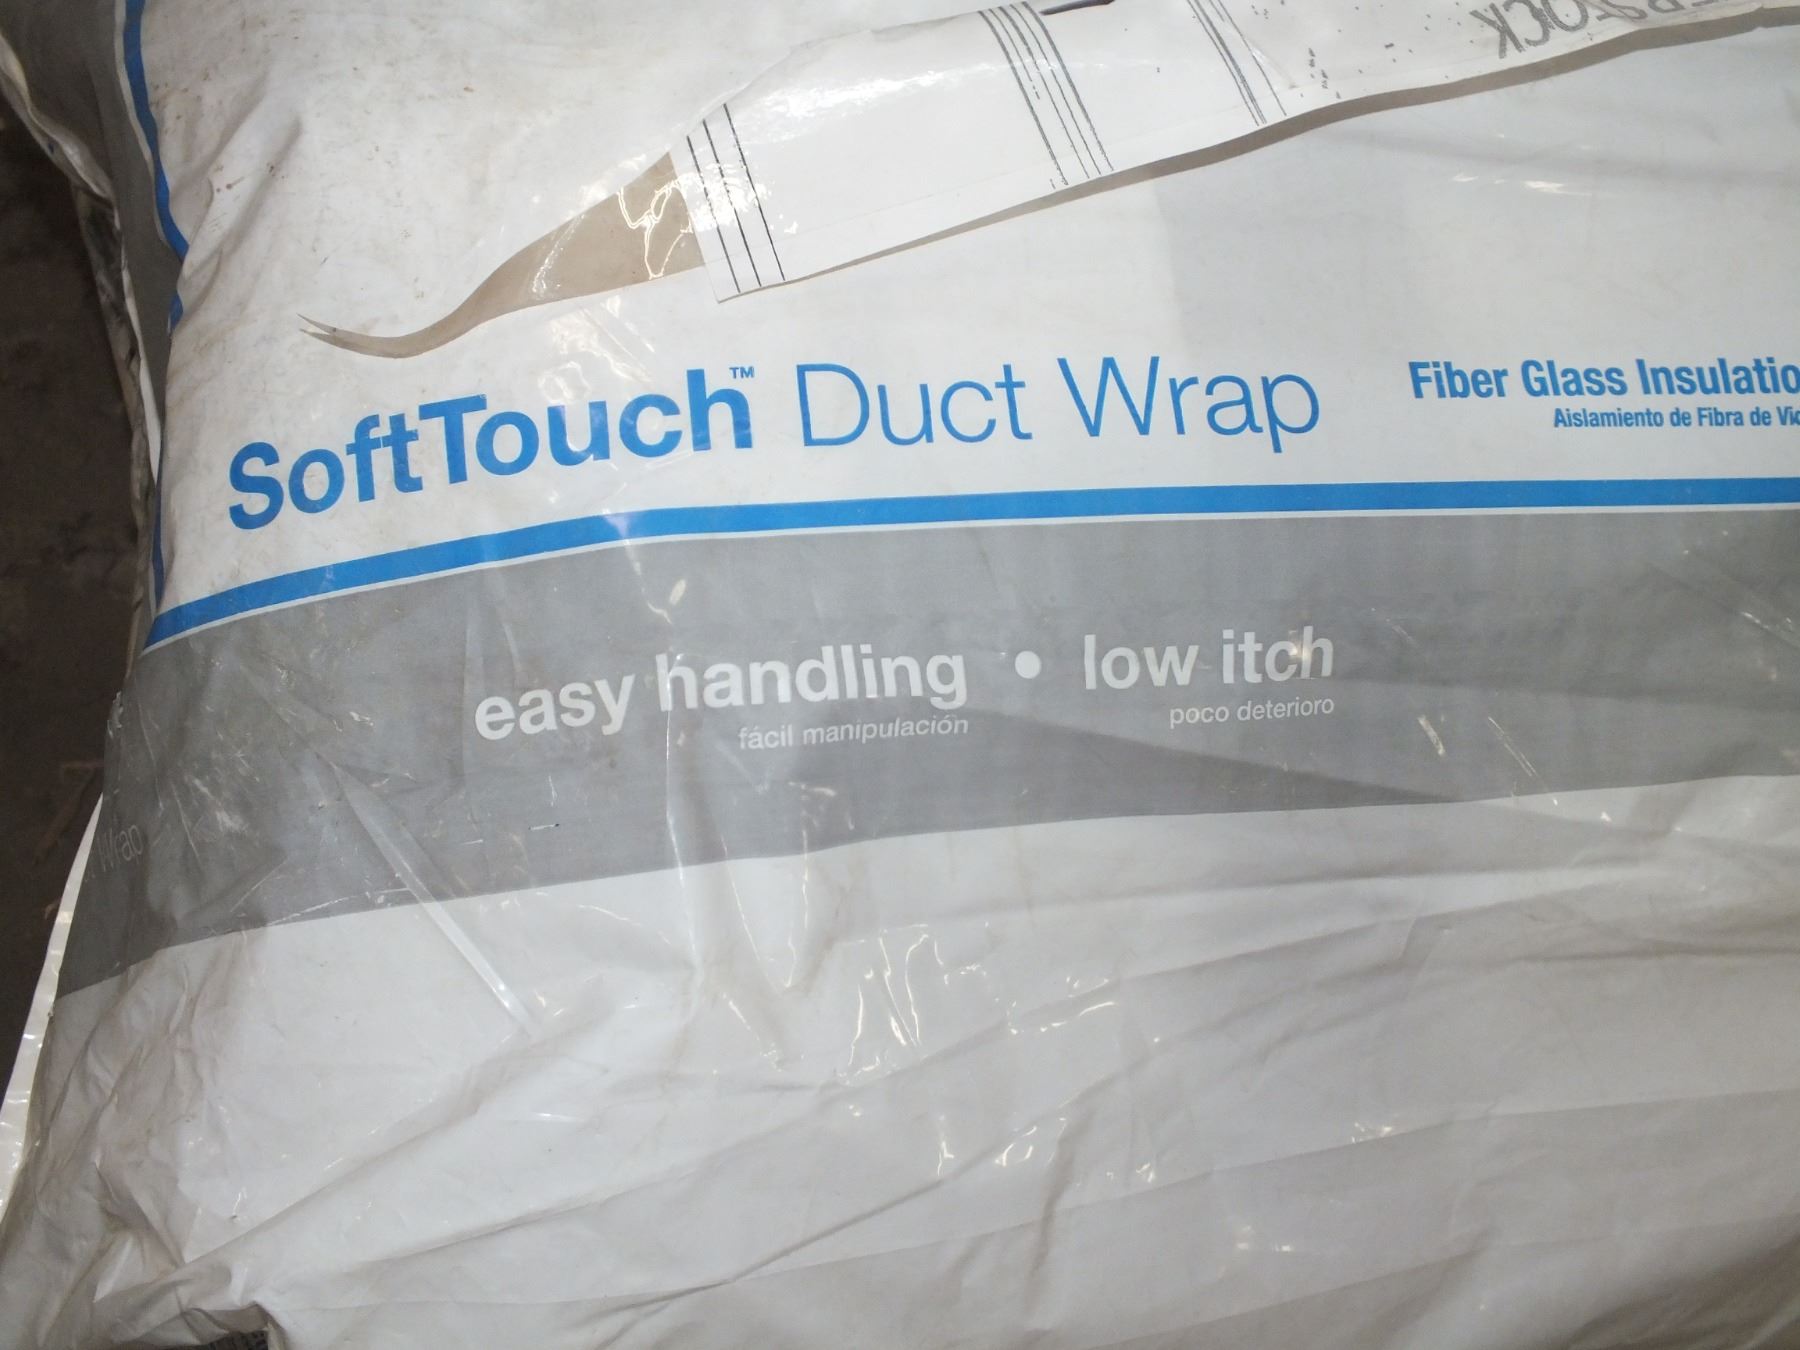 SoftTouch™ Duct Wrap
Fiber Glass Insulatio
Aislamiento de Fibra de Vi
easy handling • low itch
fácil manipulación
poco deterioro
Wrap